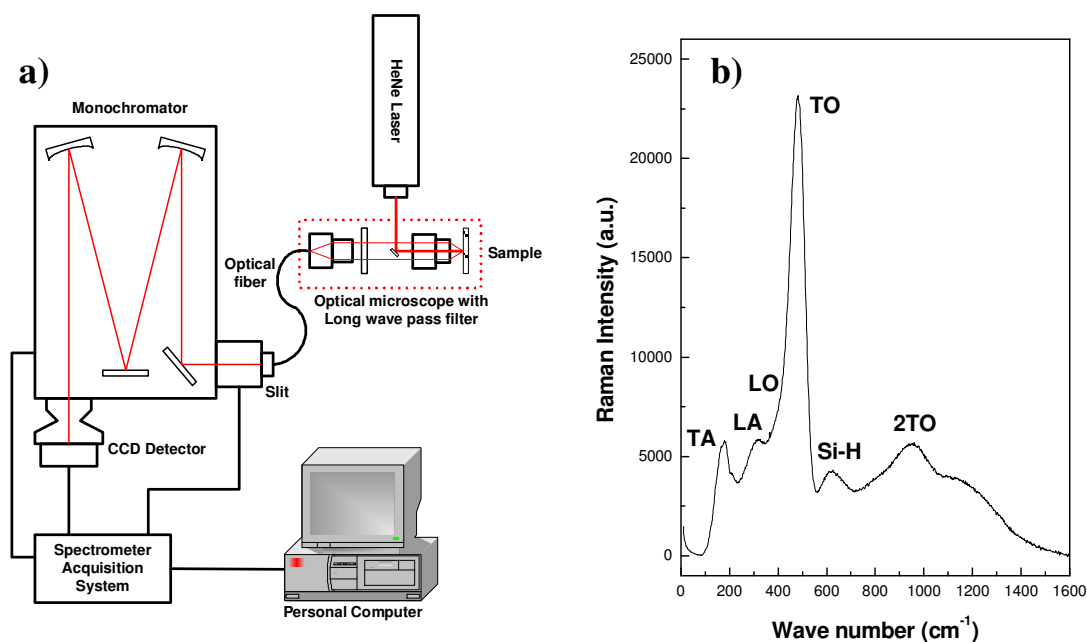 a)
Monochromator
HeNe Laser
Sample
Optical
fiber
Optical microscope with
Long wave pass filter
Slit
CCD Detector
Spectrometer
Acquisition
System
Personal Computer
b)
Raman Intensity (a.u.)
25000
20000
15000
10000
5000
0
TO
LO
LA
TA
Si-H
2TO
0 200 400 600 800 1000 1200 1400 1600
Wave number (cm⁻¹)